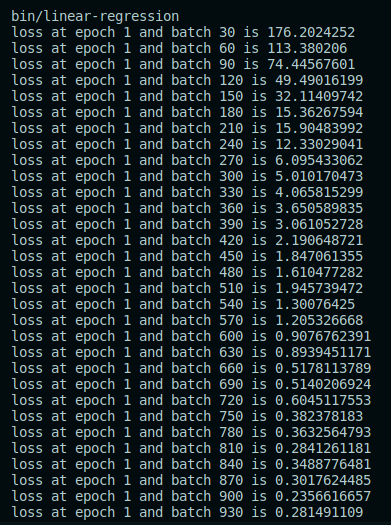 bin/linear-regression
loss at epoch 1 and batch 30 is 176.2024252
loss at epoch 1 and batch 60 is 113.380206
loss at epoch 1 and batch 90 is 74.44567601
loss at epoch 1 and batch 120 is 49.49016199
loss at epoch 1 and batch 150 is 32.11409742
loss at epoch 1 and batch 180 is 15.36267594
loss at epoch 1 and batch 210 is 15.90483992
loss at epoch 1 and batch 240 is 12.33029041
loss at epoch 1 and batch 270 is 6.095433062
loss at epoch 1 and batch 300 is 5.010170473
loss at epoch 1 and batch 330 is 4.065815299
loss at epoch 1 and batch 360 is 3.650589835
loss at epoch 1 and batch 390 is 3.061052728
loss at epoch 1 and batch 420 is 2.190648721
loss at epoch 1 and batch 450 is 1.847061355
loss at epoch 1 and batch 480 is 1.610477282
loss at epoch 1 and batch 510 is 1.945739472
loss at epoch 1 and batch 540 is 1.30076425
loss at epoch 1 and batch 570 is 1.205326668
loss at epoch 1 and batch 600 is 0.9076762391
loss at epoch 1 and batch 630 is 0.8939451171
loss at epoch 1 and batch 660 is 0.5178113789
loss at epoch 1 and batch 690 is 0.5140206924
loss at epoch 1 and batch 720 is 0.6045117553
loss at epoch 1 and batch 750 is 0.382378183
loss at epoch 1 and batch 780 is 0.3632564793
loss at epoch 1 and batch 810 is 0.2841261181
loss at epoch 1 and batch 840 is 0.3488776481
loss at epoch 1 and batch 870 is 0.3017624485
loss at epoch 1 and batch 900 is 0.2356616657
loss at epoch 1 and batch 930 is 0.281491109